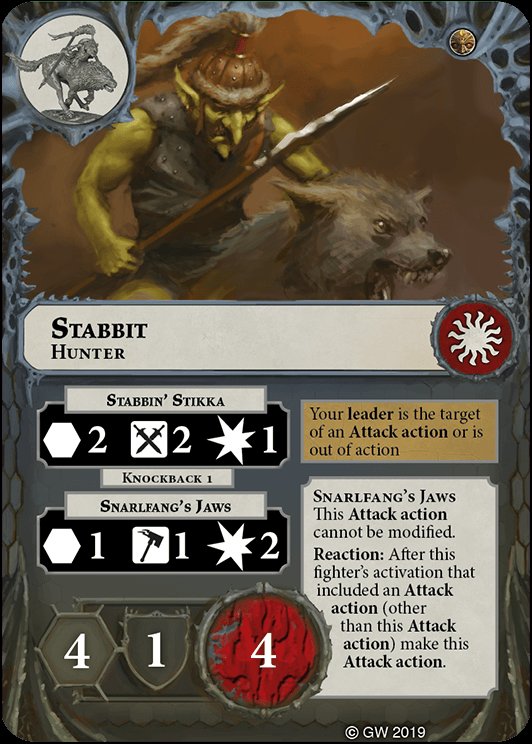 Stabbit
Hunter
Stabbin' Stikka
2 2 1
Knockback 1
Snarlfang's Jaws
1 1 2
4 1 4
Your leader is the target
of an Attack action or is
out of action
Snarlfang's Jaws
This Attack action
cannot be modified.
Reaction: After this
fighter's activation that
included an Attack
action (other
than this Attack
action) make this
Attack action.
© GW 2019